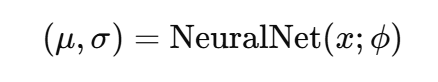 (μ, σ) = NeuralNet(x; ϕ)